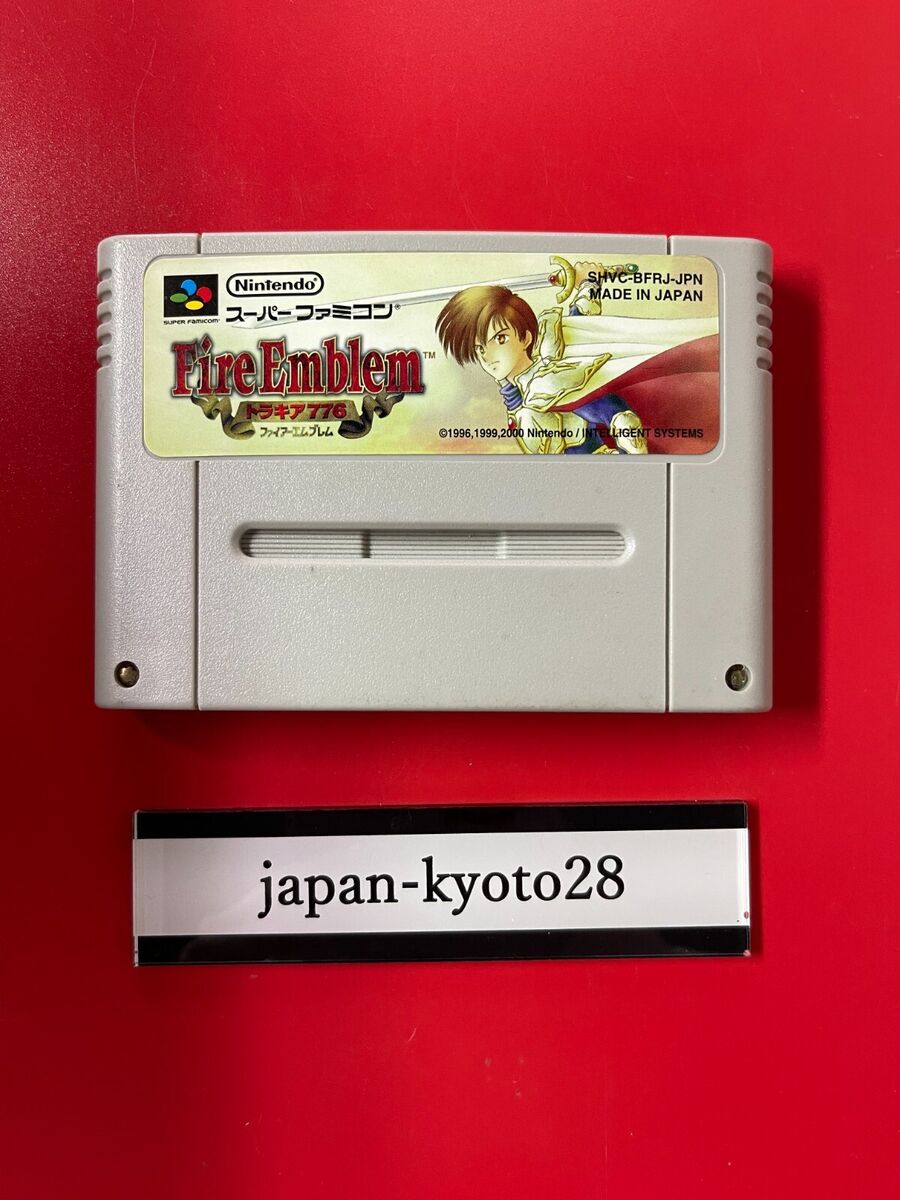 Nintendo
SUPER FAMICOM
スーパーファミコン®
SHVC-BFRJ-JPN
MADE IN JAPAN
Fire Emblem™
トラキア776
ファイアーエムブレム
©1996,1999,2000 Nintendo / INTELLIGENT SYSTEMS
japan-kyoto28